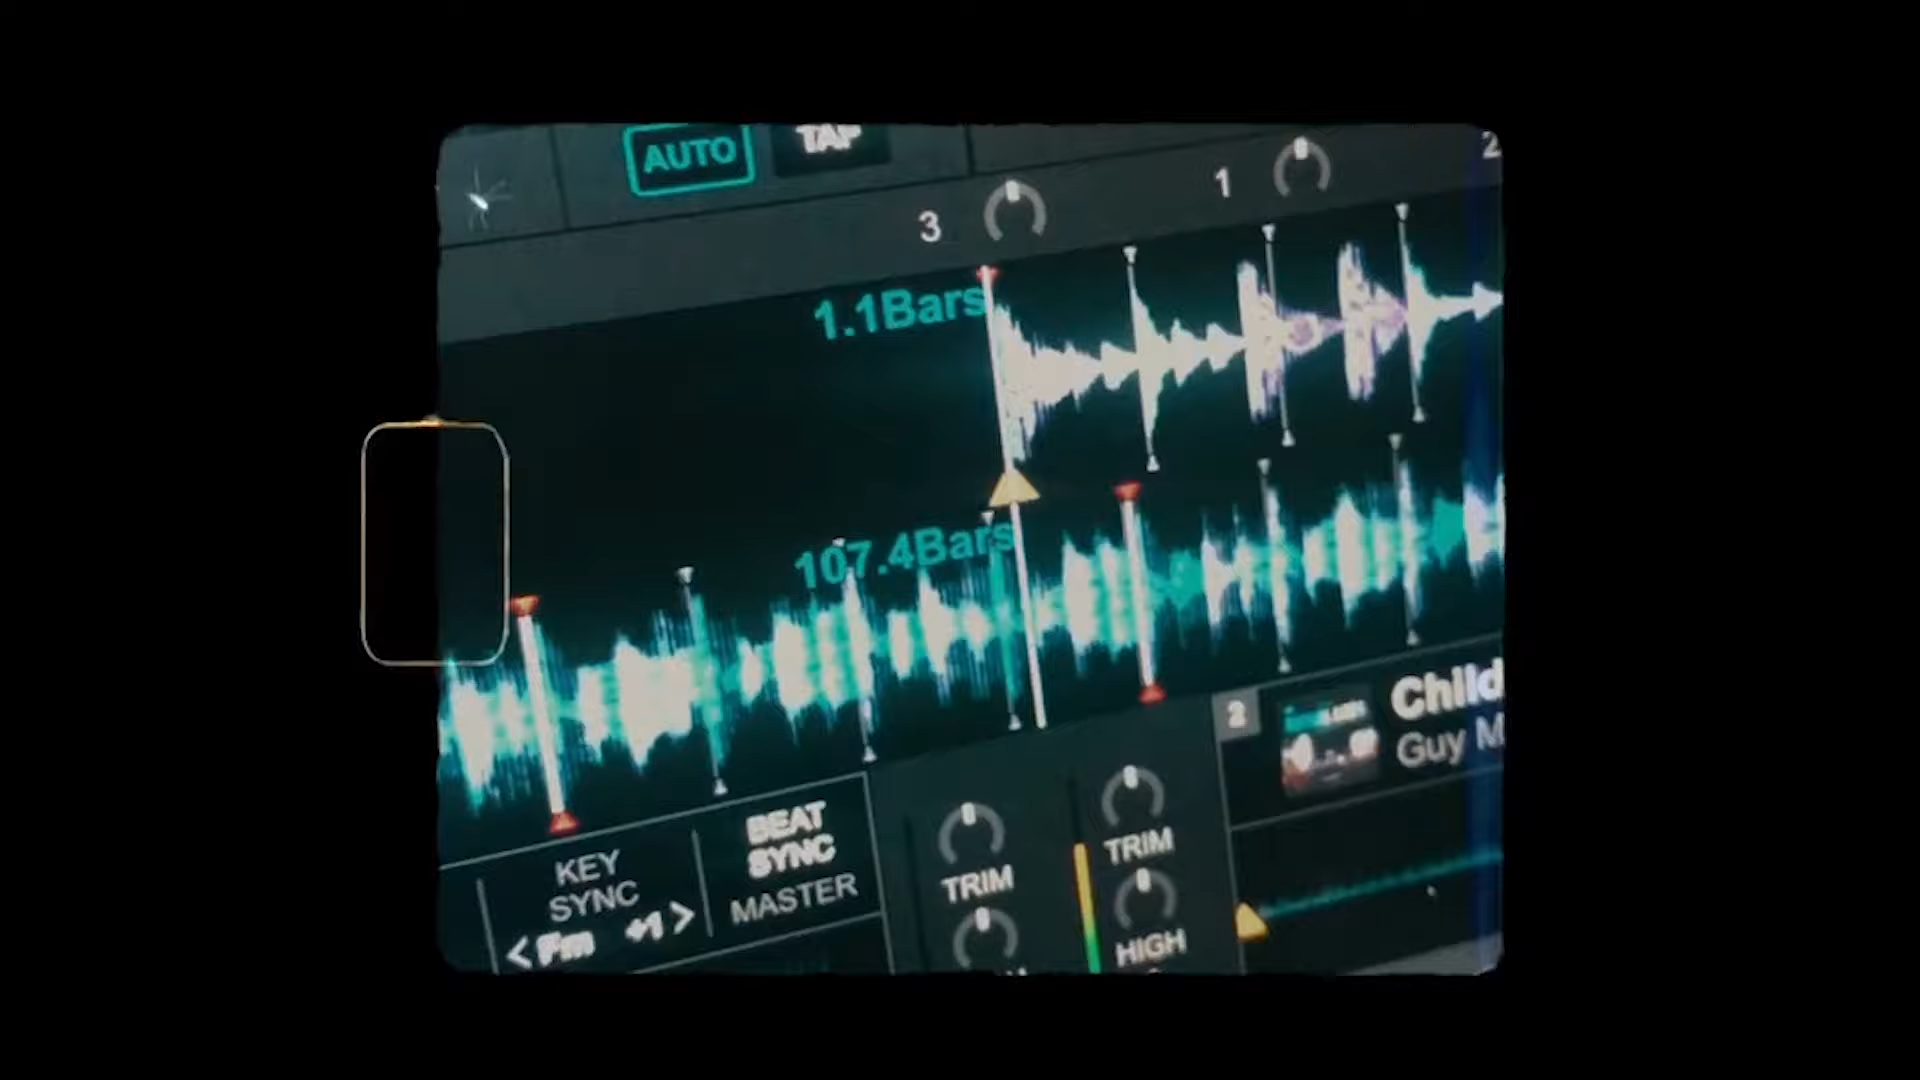 AUTO
TAP
3
1
2
1.1Bars
107.4Bars
2
Child
Guy M
KEY
SYNC
< Fm +1 >
BEAT
SYNC
MASTER
TRIM
TRIM
HIGH